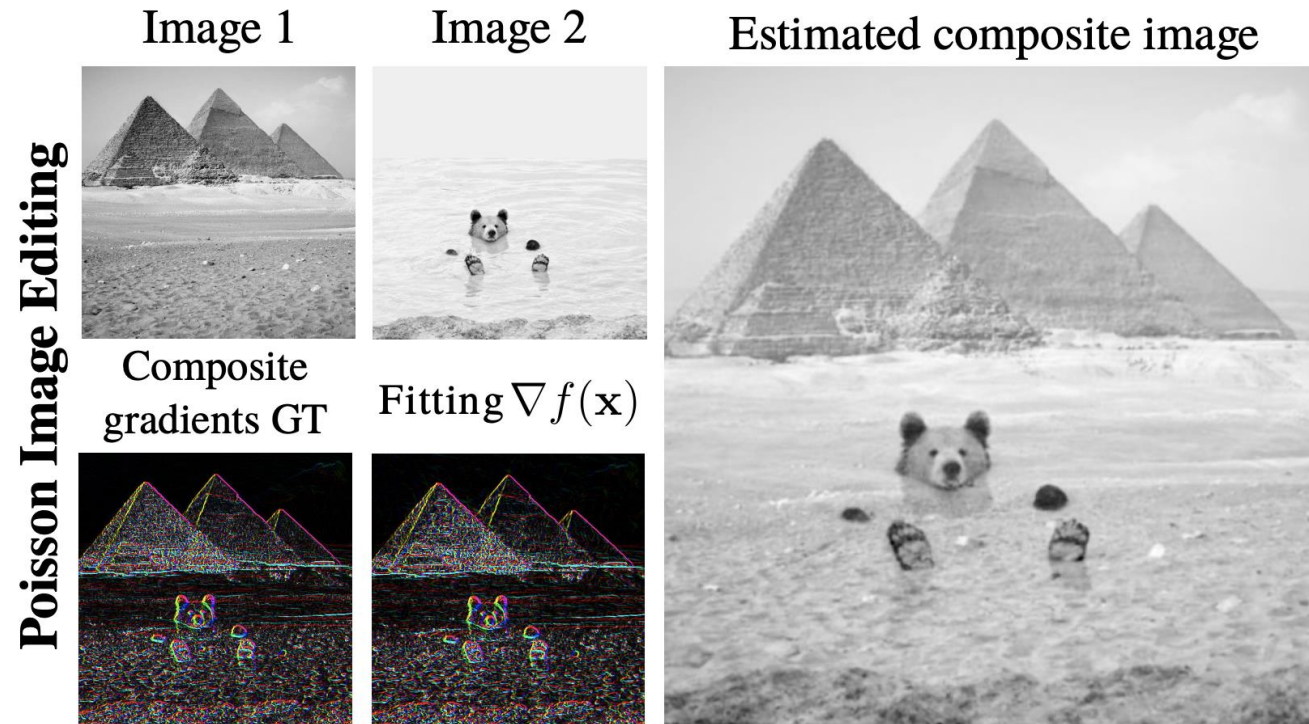 Poisson Image Editing
Image 1
Image 2
Estimated composite image
Composite
gradients GT
Fitting ∇f(𝐱)